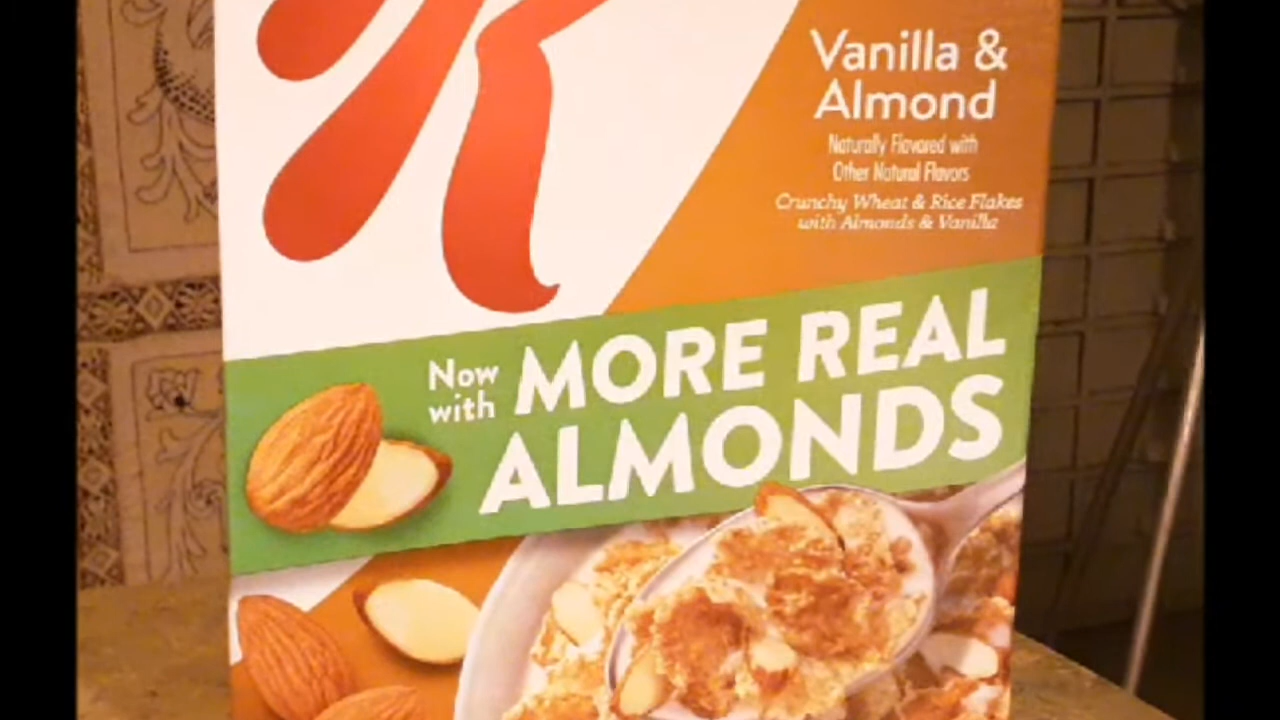 K
Vanilla &
Almond
Naturally Flavored with
Other Natural Flavors
Crunchy Wheat & Rice Flakes
with Almonds & Vanilla
Now
with
MORE REAL
ALMONDS